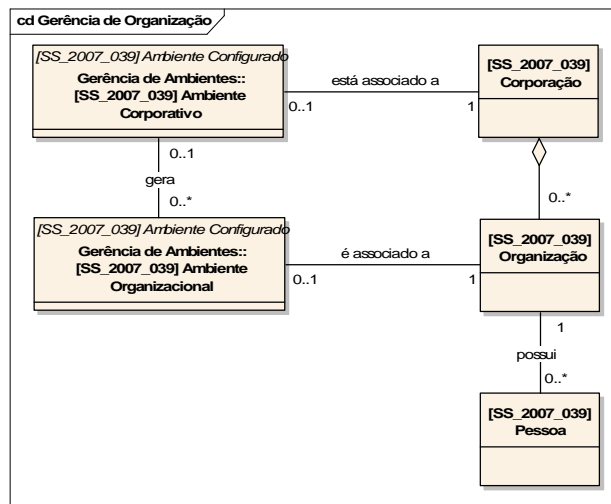 cd Gerência de Organização
[SS_2007_039] Ambiente Configurado
Gerência de Ambientes::
[SS_2007_039] Ambiente
Corporativo
está associado a
0..1
1
[SS_2007_039]
Corporação
0..1
gera
0..*
0..*
[SS_2007_039] Ambiente Configurado
Gerência de Ambientes::
[SS_2007_039] Ambiente
Organizacional
é associado a
0..1
1
[SS_2007_039]
Organização
1
possui
0..*
[SS_2007_039]
Pessoa